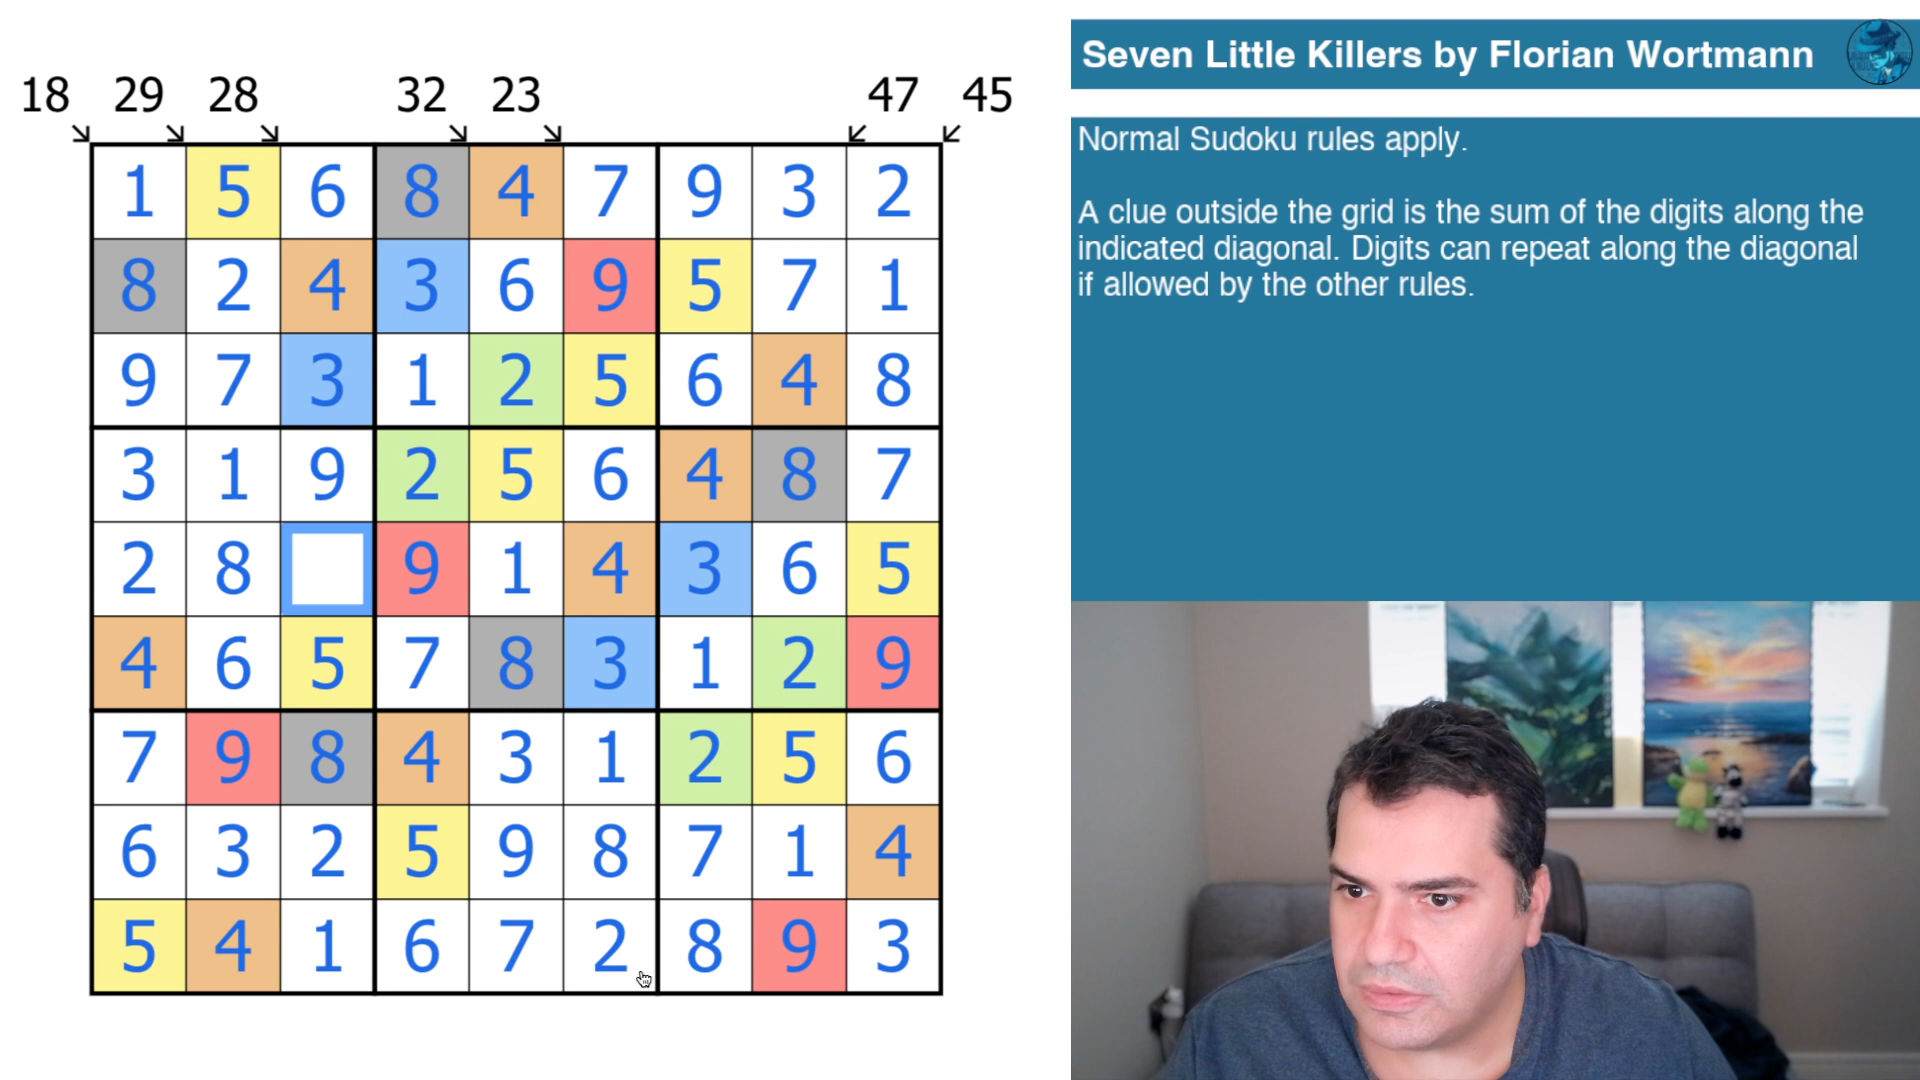 18 29 28 32 23 47 45
1 5 6 8 4 7 9 3 2
8 2 4 3 6 9 5 7 1
9 7 3 1 2 5 6 4 8
3 1 9 2 5 6 4 8 7
2 8 9 1 4 3 6 5
4 6 5 7 8 3 1 2 9
7 9 8 4 3 1 2 5 6
6 3 2 5 9 8 7 1 4
5 4 1 6 7 2 8 9 3
Seven Little Killers by Florian Wortmann
Normal Sudoku rules apply.
A clue outside the grid is the sum of the digits along the
indicated diagonal. Digits can repeat along the diagonal
if allowed by the other rules.